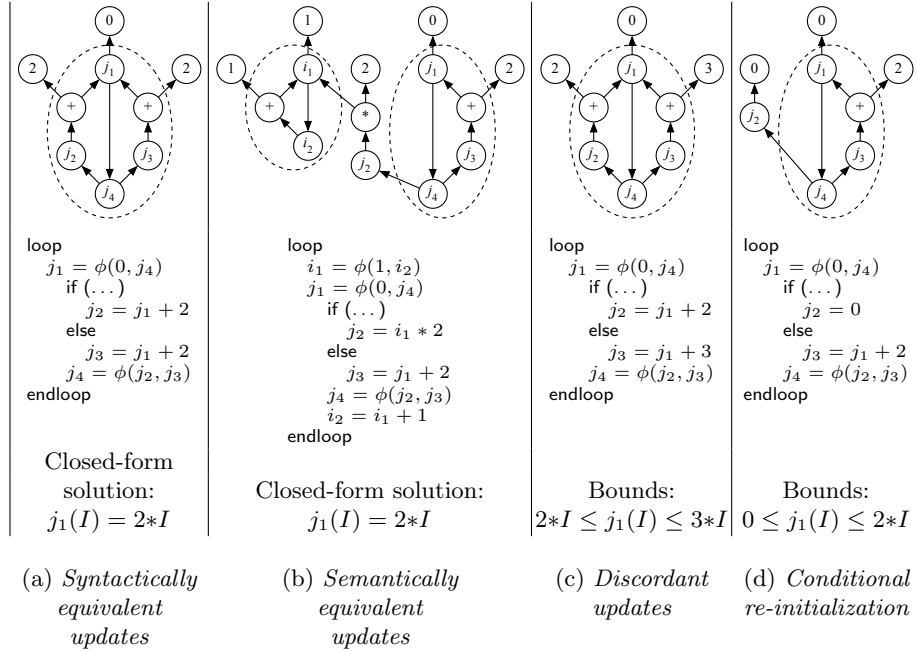 0
2 j₁ 2
+ +
j₂ j₃
j₄
loop
j₁ = ϕ(0, j₄)
if (...)
j₂ = j₁ + 2
else
j₃ = j₁ + 2
j₄ = ϕ(j₂, j₃)
endloop
Closed-form
solution:
j₁(I) = 2∗I
(a) Syntactically
equivalent
updates
1 0
1 i₁ 2 j₁ 2
+ * +
i₂ j₂ j₃
j₄
loop
i₁ = ϕ(1, i₂)
j₁ = ϕ(0, j₄)
if (...)
j₂ = i₁ ∗ 2
else
j₃ = j₁ + 2
j₄ = ϕ(j₂, j₃)
i₂ = i₁ + 1
endloop
Closed-form solution:
j₁(I) = 2∗I
(b) Semantically
equivalent
updates
0
2 j₁ 3
+ +
j₂ j₃
j₄
loop
j₁ = ϕ(0, j₄)
if (...)
j₂ = j₁ + 2
else
j₃ = j₁ + 3
j₄ = ϕ(j₂, j₃)
endloop
Bounds:
2∗I ≤ j₁(I) ≤ 3∗I
(c) Discordant
updates
0
0 j₁ 2
j₂ +
j₃
j₄
loop
j₁ = ϕ(0, j₄)
if (...)
j₂ = 0
else
j₃ = j₁ + 2
j₄ = ϕ(j₂, j₃)
endloop
Bounds:
0 ≤ j₁(I) ≤ 2∗I
(d) Conditional
re-initialization